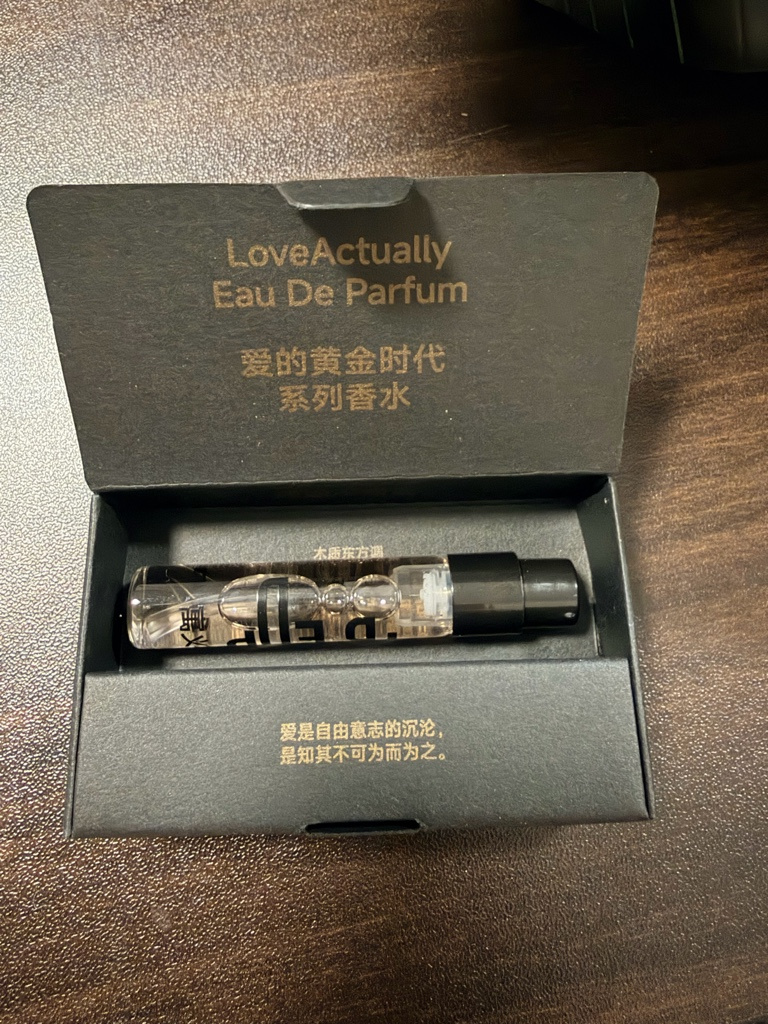 LoveActually
Eau De Parfum
爱的黄金时代
系列香水
木质东方调
爱是自由意志的沉沦，
是知其不可为而为之。